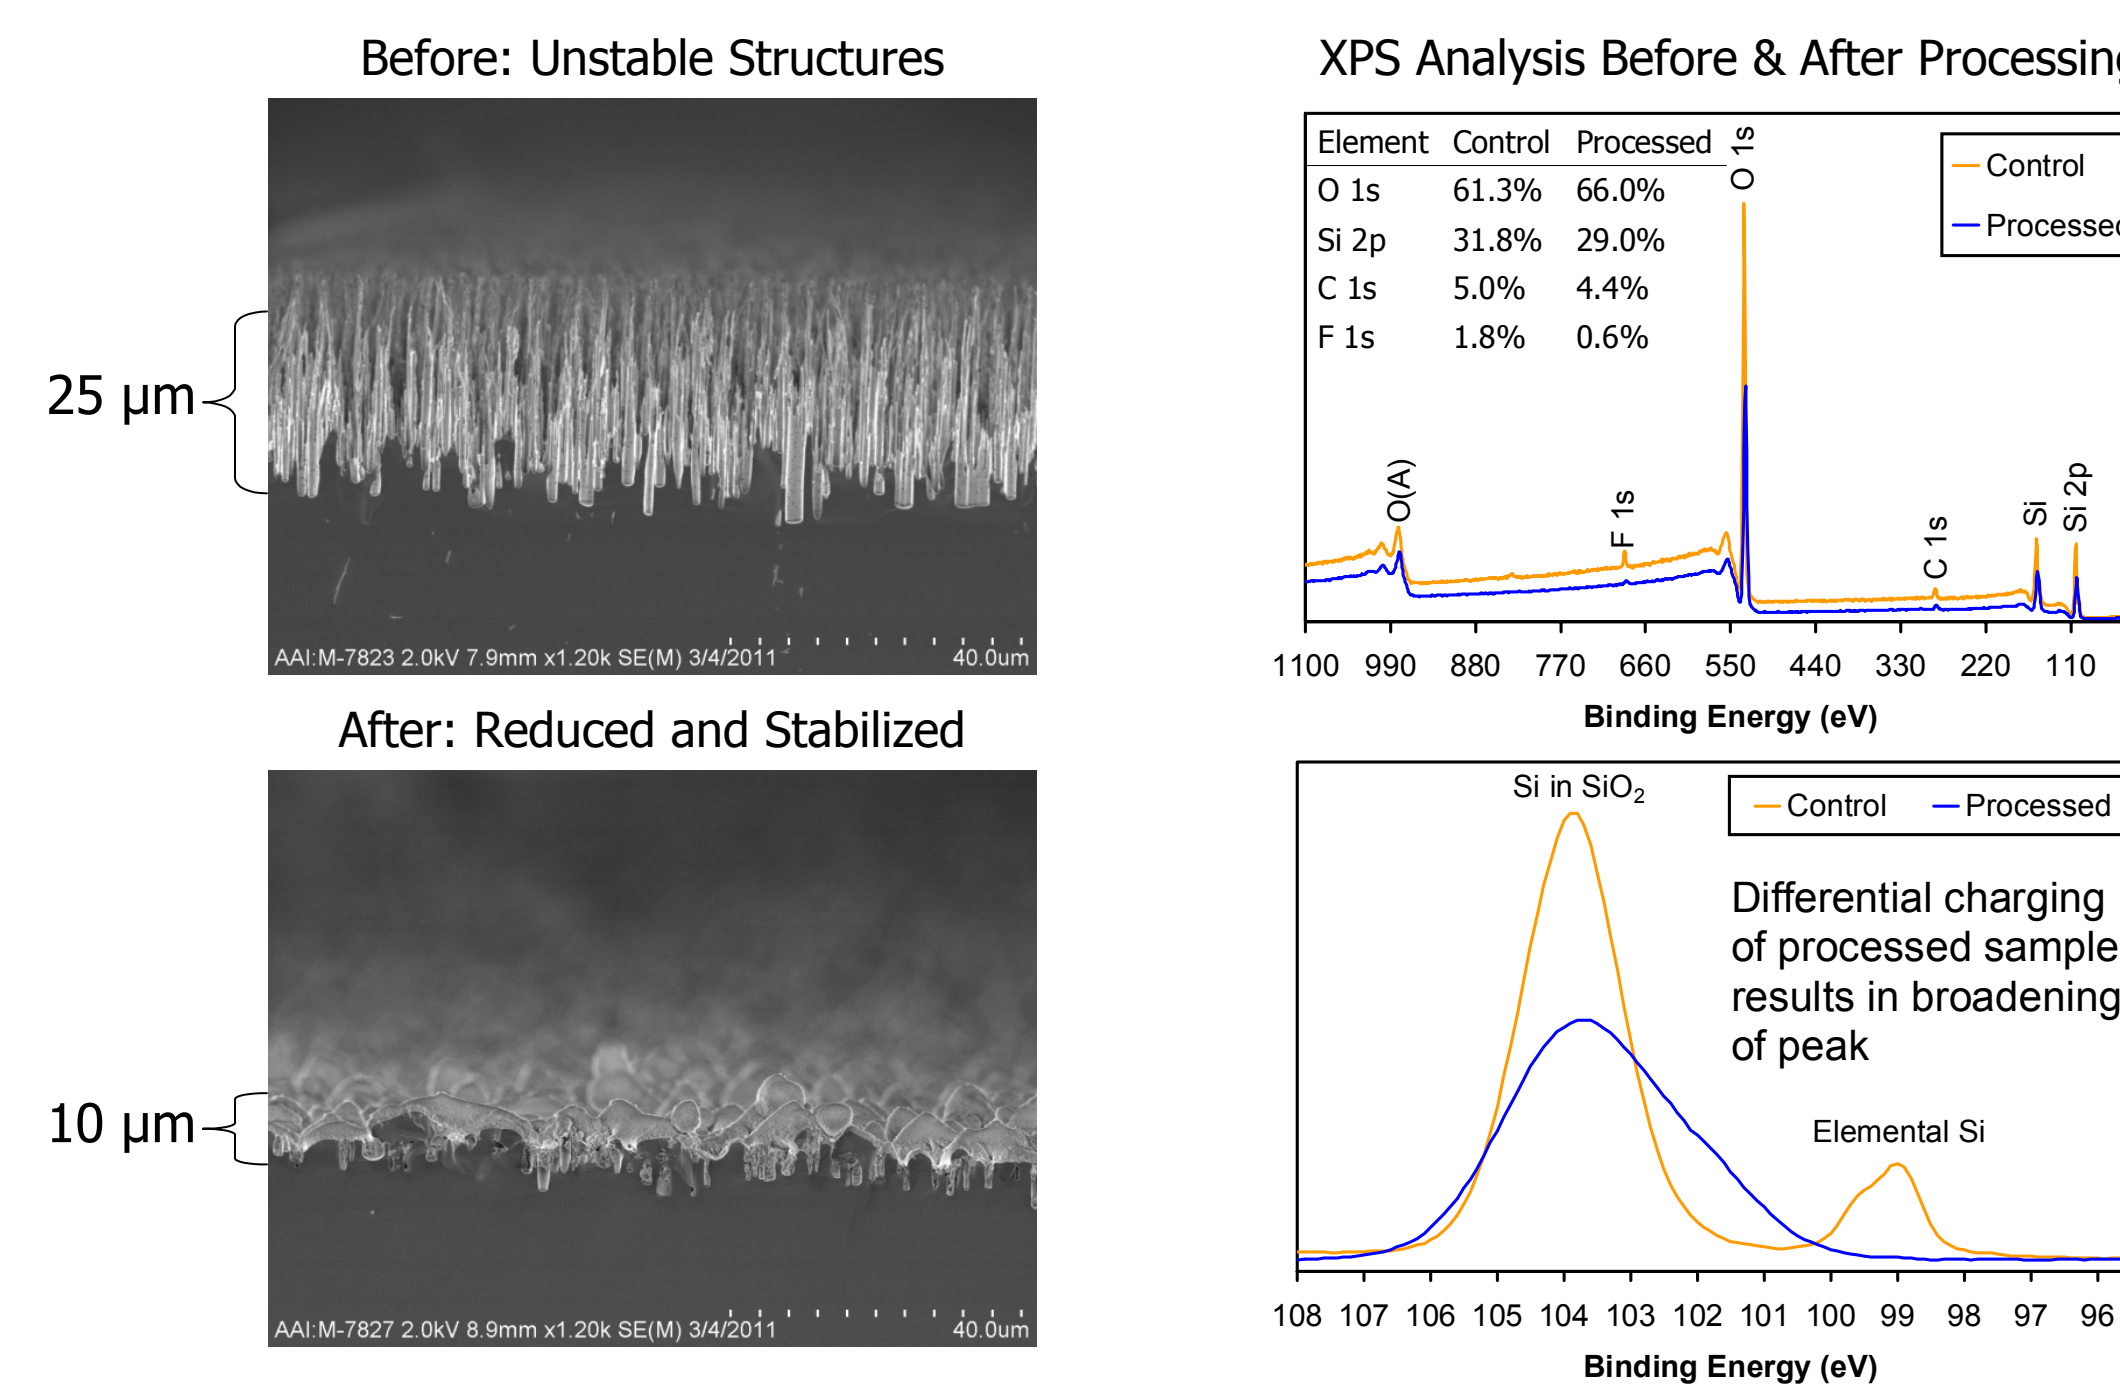 Before: Unstable Structures
25 µm
AAI:M-7823 2.0kV 7.9mm x1.20k SE(M) 3/4/2011
40.0um
After: Reduced and Stabilized
10 µm
AAI:M-7827 2.0kV 8.9mm x1.20k SE(M) 3/4/2011
40.0um
XPS Analysis Before & After Processing
Element Control Processed
O 1s 61.3% 66.0%
Si 2p 31.8% 29.0%
C 1s 5.0% 4.4%
F 1s 1.8% 0.6%
Control
Processed
O(A)
F 1s
O 1s
C 1s
Si
Si 2p
1100 990 880 770 660 550 440 330 220 110
Binding Energy (eV)
Si in SiO2
Control Processed
Differential charging
of processed sample
results in broadening
of peak
Elemental Si
108 107 106 105 104 103 102 101 100 99 98 97 96
Binding Energy (eV)